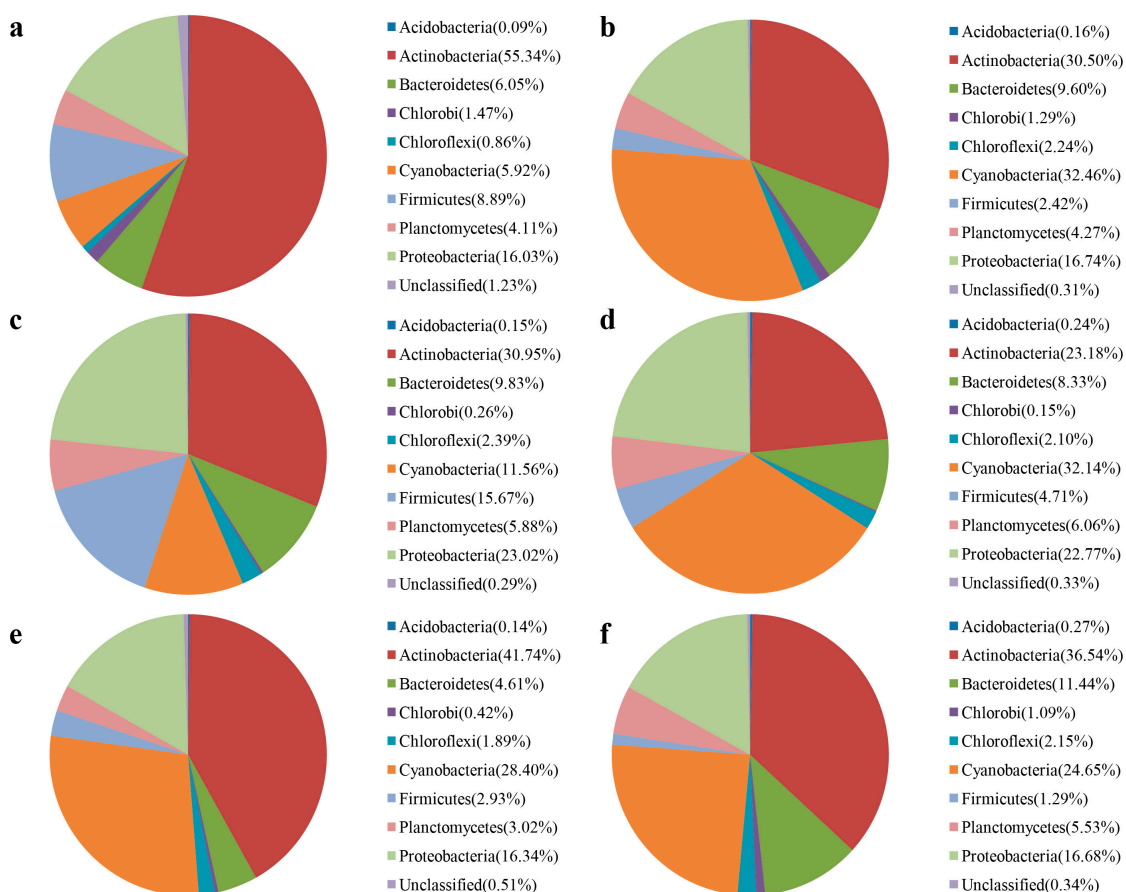 a
Acidobacteria(0.09%)
Actinobacteria(55.34%)
Bacteroidetes(6.05%)
Chlorobi(1.47%)
Chloroflexi(0.86%)
Cyanobacteria(5.92%)
Firmicutes(8.89%)
Planctomycetes(4.11%)
Proteobacteria(16.03%)
Unclassified(1.23%)
b
Acidobacteria(0.16%)
Actinobacteria(30.50%)
Bacteroidetes(9.60%)
Chlorobi(1.29%)
Chloroflexi(2.24%)
Cyanobacteria(32.46%)
Firmicutes(2.42%)
Planctomycetes(4.27%)
Proteobacteria(16.74%)
Unclassified(0.31%)
c
Acidobacteria(0.15%)
Actinobacteria(30.95%)
Bacteroidetes(9.83%)
Chlorobi(0.26%)
Chloroflexi(2.39%)
Cyanobacteria(11.56%)
Firmicutes(15.67%)
Planctomycetes(5.88%)
Proteobacteria(23.02%)
Unclassified(0.29%)
d
Acidobacteria(0.24%)
Actinobacteria(23.18%)
Bacteroidetes(8.33%)
Chlorobi(0.15%)
Chloroflexi(2.10%)
Cyanobacteria(32.14%)
Firmicutes(4.71%)
Planctomycetes(6.06%)
Proteobacteria(22.77%)
Unclassified(0.33%)
e
Acidobacteria(0.14%)
Actinobacteria(41.74%)
Bacteroidetes(4.61%)
Chlorobi(0.42%)
Chloroflexi(1.89%)
Cyanobacteria(28.40%)
Firmicutes(2.93%)
Planctomycetes(3.02%)
Proteobacteria(16.34%)
Unclassified(0.51%)
f
Acidobacteria(0.27%)
Actinobacteria(36.54%)
Bacteroidetes(11.44%)
Chlorobi(1.09%)
Chloroflexi(2.15%)
Cyanobacteria(24.65%)
Firmicutes(1.29%)
Planctomycetes(5.53%)
Proteobacteria(16.68%)
Unclassified(0.34%)